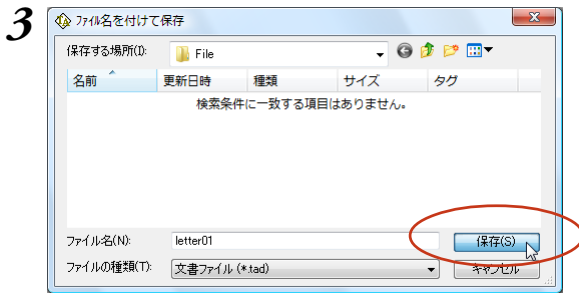 3
ファイル名を付けて保存
保存する場所(I): File
名前 更新日時 種類 サイズ タグ
検索条件に一致する項目はありません。
ファイル名(N): letter01 保存(S)
ファイルの種類(T): 文書ファイル (*.tad) キャンセル